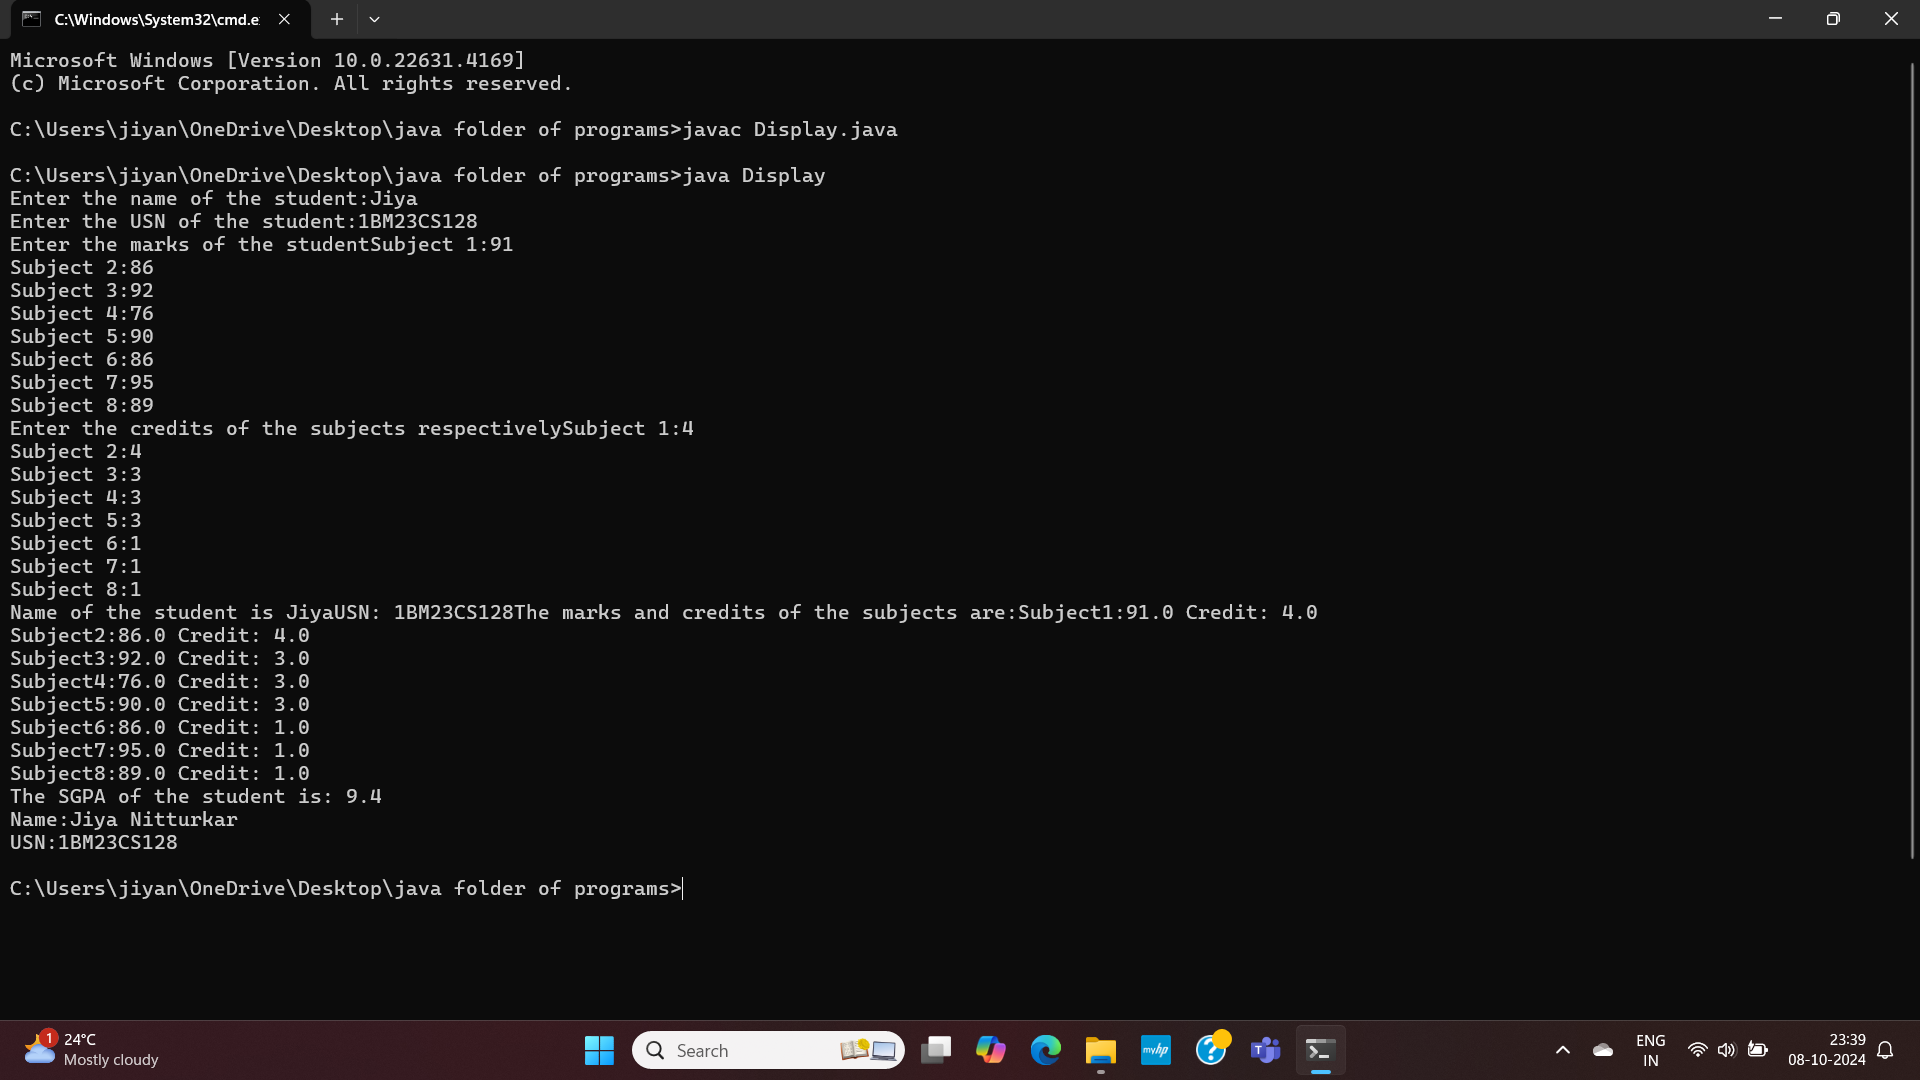 C:\Windows\System32\cmd.e
Microsoft Windows [Version 10.0.22631.4169]
(c) Microsoft Corporation. All rights reserved.
C:\Users\jiyan\OneDrive\Desktop\java folder of programs>javac Display.java
C:\Users\jiyan\OneDrive\Desktop\java folder of programs>java Display
Enter the name of the student:Jiya
Enter the USN of the student:1BM23CS128
Enter the marks of the studentSubject 1:91
Subject 2:86
Subject 3:92
Subject 4:76
Subject 5:90
Subject 6:86
Subject 7:95
Subject 8:89
Enter the credits of the subjects respectivelySubject 1:4
Subject 2:4
Subject 3:3
Subject 4:3
Subject 5:3
Subject 6:1
Subject 7:1
Subject 8:1
Name of the student is JiyaUSN: 1BM23CS128The marks and credits of the subjects are:Subject1:91.0 Credit: 4.0
Subject2:86.0 Credit: 4.0
Subject3:92.0 Credit: 3.0
Subject4:76.0 Credit: 3.0
Subject5:90.0 Credit: 3.0
Subject6:86.0 Credit: 1.0
Subject7:95.0 Credit: 1.0
Subject8:89.0 Credit: 1.0
The SGPA of the student is: 9.4
Name:Jiya Nitturkar
USN:1BM23CS128
C:\Users\jiyan\OneDrive\Desktop\java folder of programs>
1
24°C
Mostly cloudy
Search
myhp
T
ENG
IN
23:39
08-10-2024